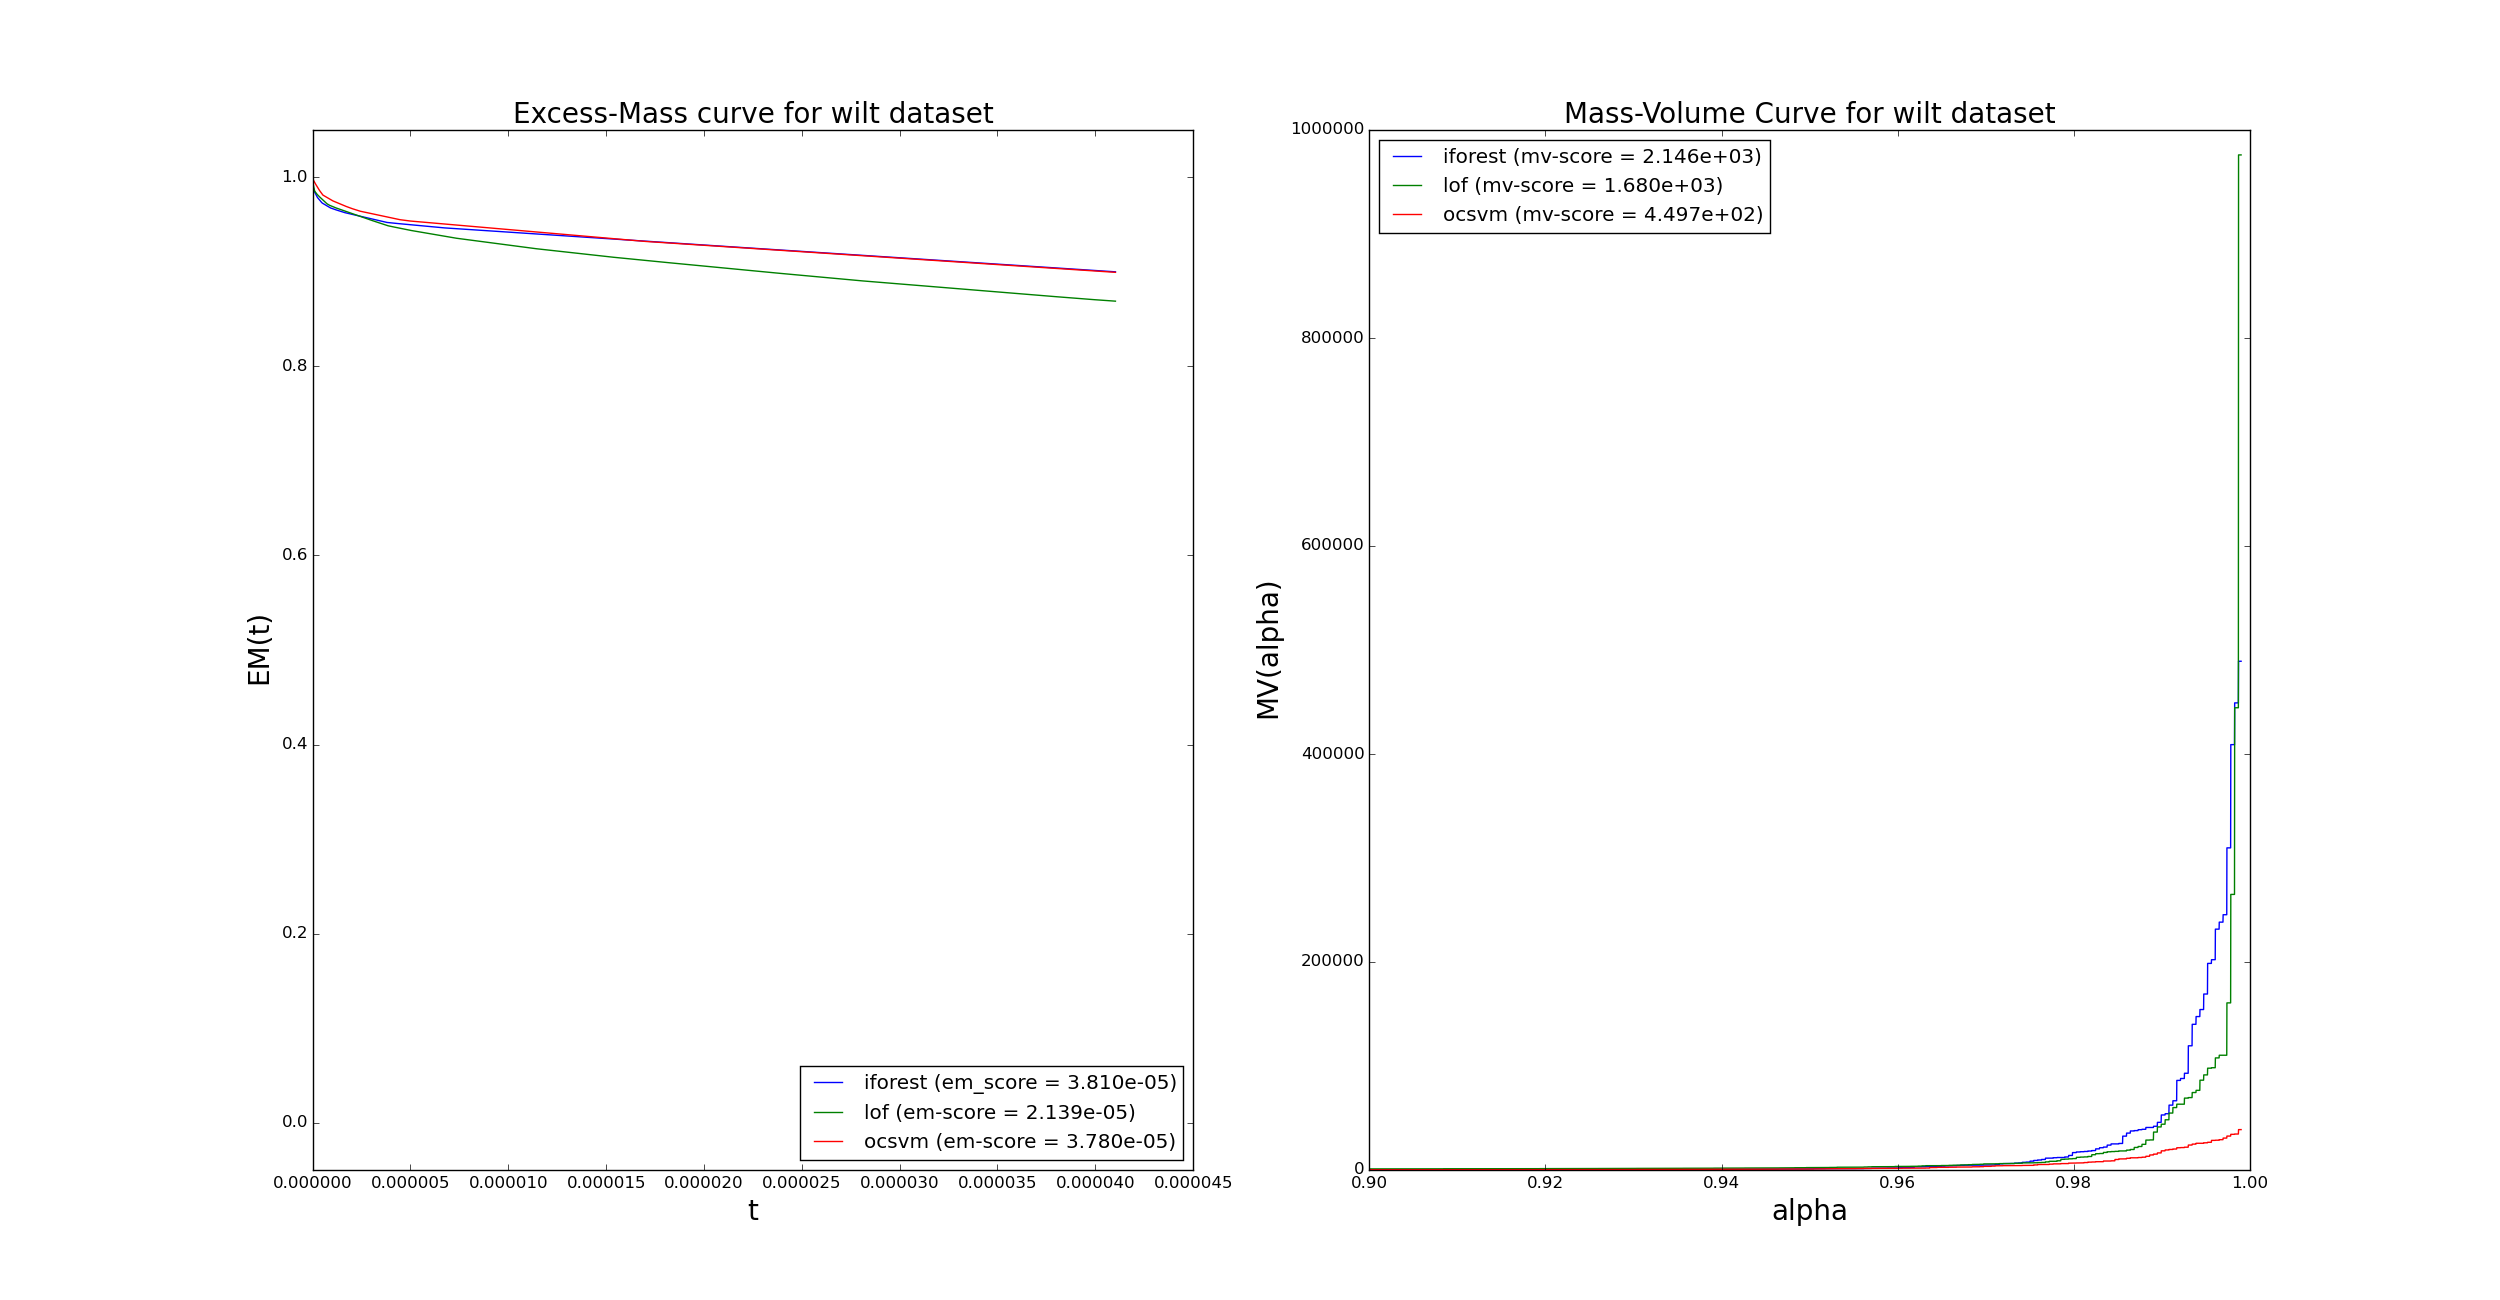 Excess-Mass curve for wilt dataset
EM(t)
1.0
0.8
0.6
0.4
0.2
0.0
0.000000 0.000005 0.000010 0.000015 0.000020 0.000025 0.000030 0.000035 0.000040 0.000045
t
iforest (em_score = 3.810e-05)
lof (em-score = 2.139e-05)
ocsvm (em-score = 3.780e-05)
Mass-Volume Curve for wilt dataset
MV(alpha)
1000000
800000
600000
400000
200000
0
0.90 0.92 0.94 0.96 0.98 1.00
alpha
iforest (mv-score = 2.146e+03)
lof (mv-score = 1.680e+03)
ocsvm (mv-score = 4.497e+02)